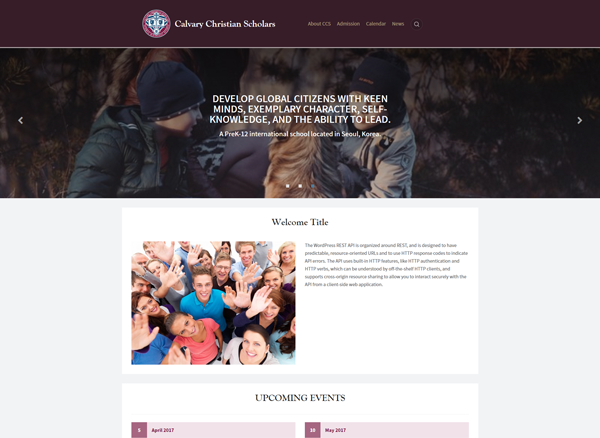 Calvary Christian Scholars
About CCS Admission Calendar News
DEVELOP GLOBAL CITIZENS WITH KEEN
MINDS, EXEMPLARY CHARACTER, SELF-
KNOWLEDGE, AND THE ABILITY TO LEAD.
A PreK-12 international school located in Seoul, Korea.
Welcome Title
The WordPress REST API is organized around REST, and is designed to have
predictable, resource-oriented URLs and to use HTTP response codes to indicate
API errors. The API uses built-in HTTP features, like HTTP authentication and
HTTP verbs, which can be understood by off-the-shelf HTTP clients, and
supports cross-origin resource sharing to allow you to interact securely with the
API from a client-side web application.
UPCOMING EVENTS
5 April 2017
10 May 2017